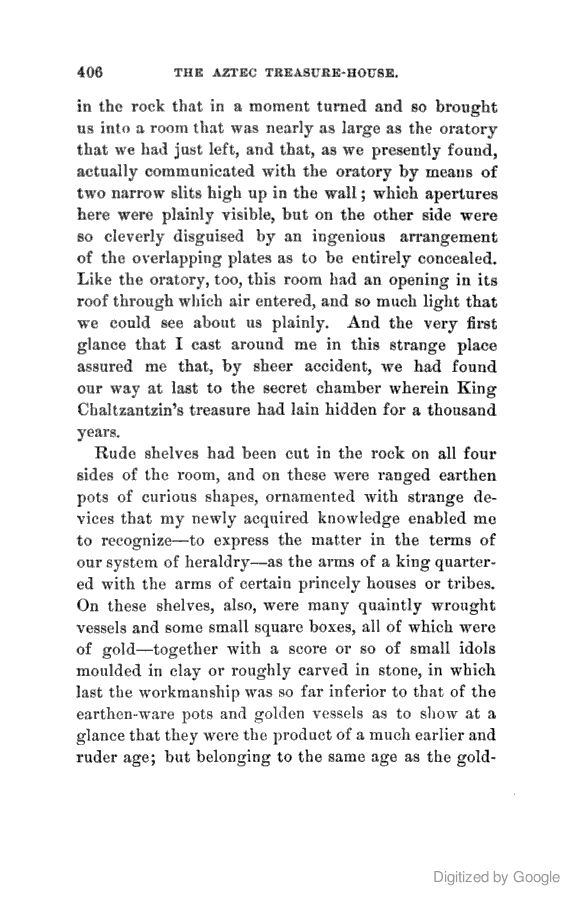 406 THE AZTEC TREASURE-HOUSE.
in the rock that in a moment turned and so brought
us into a room that was nearly as large as the oratory
that we had just left, and that, as we presently found,
actually communicated with the oratory by means of
two narrow slits high up in the wall; which apertures
here were plainly visible, but on the other side were
so cleverly disguised by an ingenious arrangement
of the overlapping plates as to be entirely concealed.
Like the oratory, too, this room had an opening in its
roof through which air entered, and so much light that
we could see about us plainly. And the very first
glance that I cast around me in this strange place
assured me that, by sheer accident, we had found
our way at last to the secret chamber wherein King
Chaltzantzin's treasure had lain hidden for a thousand
years.
Rude shelves had been cut in the rock on all four
sides of the room, and on these were ranged earthen
pots of curious shapes, ornamented with strange de-
vices that my newly acquired knowledge enabled me
to recognize—to express the matter in the terms of
our system of heraldry—as the arms of a king quarter-
ed with the arms of certain princely houses or tribes.
On these shelves, also, were many quaintly wrought
vessels and some small square boxes, all of which were
of gold—together with a score or so of small idols
moulded in clay or roughly carved in stone, in which
last the workmanship was so far inferior to that of the
earthen-ware pots and golden vessels as to show at a
glance that they were the product of a much earlier and
ruder age; but belonging to the same age as the gold-
Digitized by Google